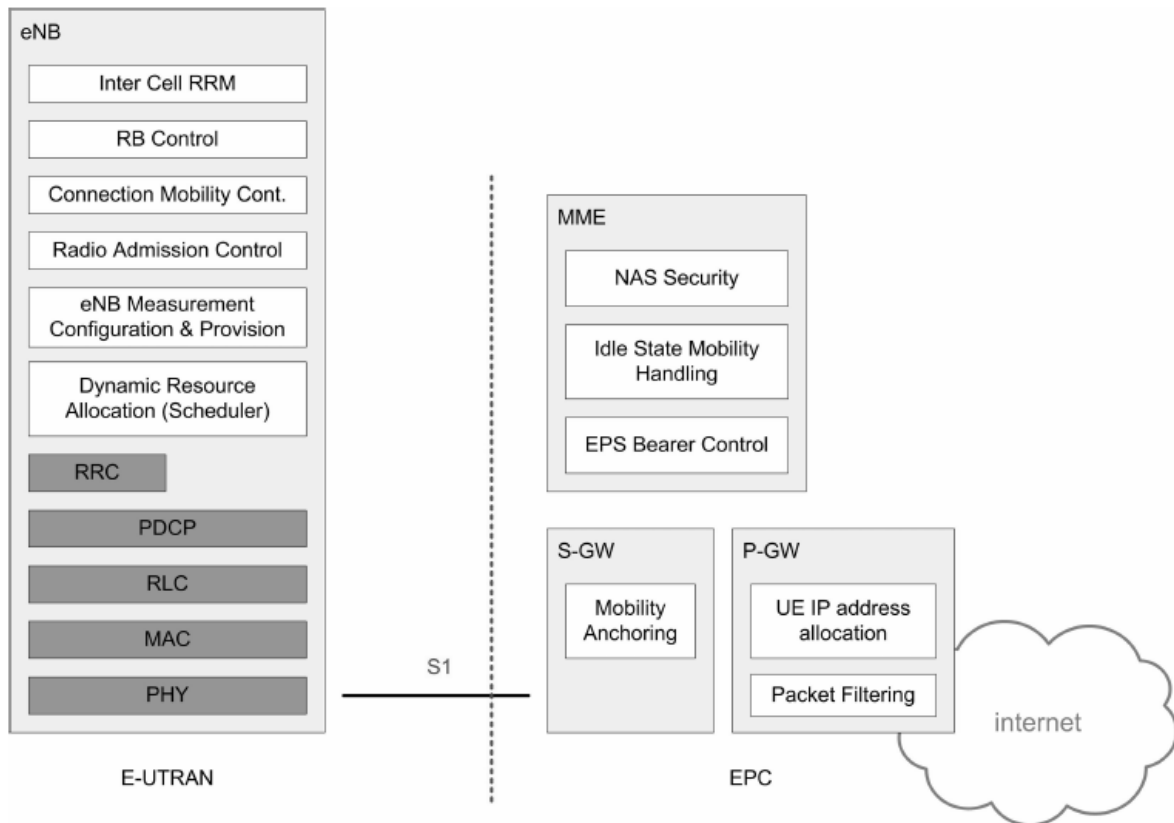 eNB
Inter Cell RRM
RB Control
Connection Mobility Cont.
Radio Admission Control
eNB Measurement
Configuration & Provision
Dynamic Resource
Allocation (Scheduler)
RRC
PDCP
RLC
MAC
PHY
S1
MME
NAS Security
Idle State Mobility
Handling
EPS Bearer Control
S-GW
Mobility
Anchoring
P-GW
UE IP address
allocation
Packet Filtering
internet
E-UTRAN
EPC